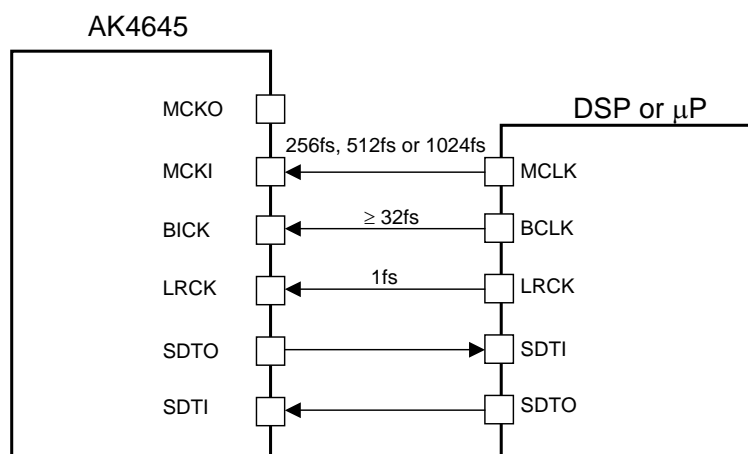 AK4645
DSP or μP
MCKO
256fs, 512fs or 1024fs
MCKI
MCLK
≥ 32fs
BICK
BCLK
1fs
LRCK
LRCK
SDTO
SDTI
SDTI
SDTO